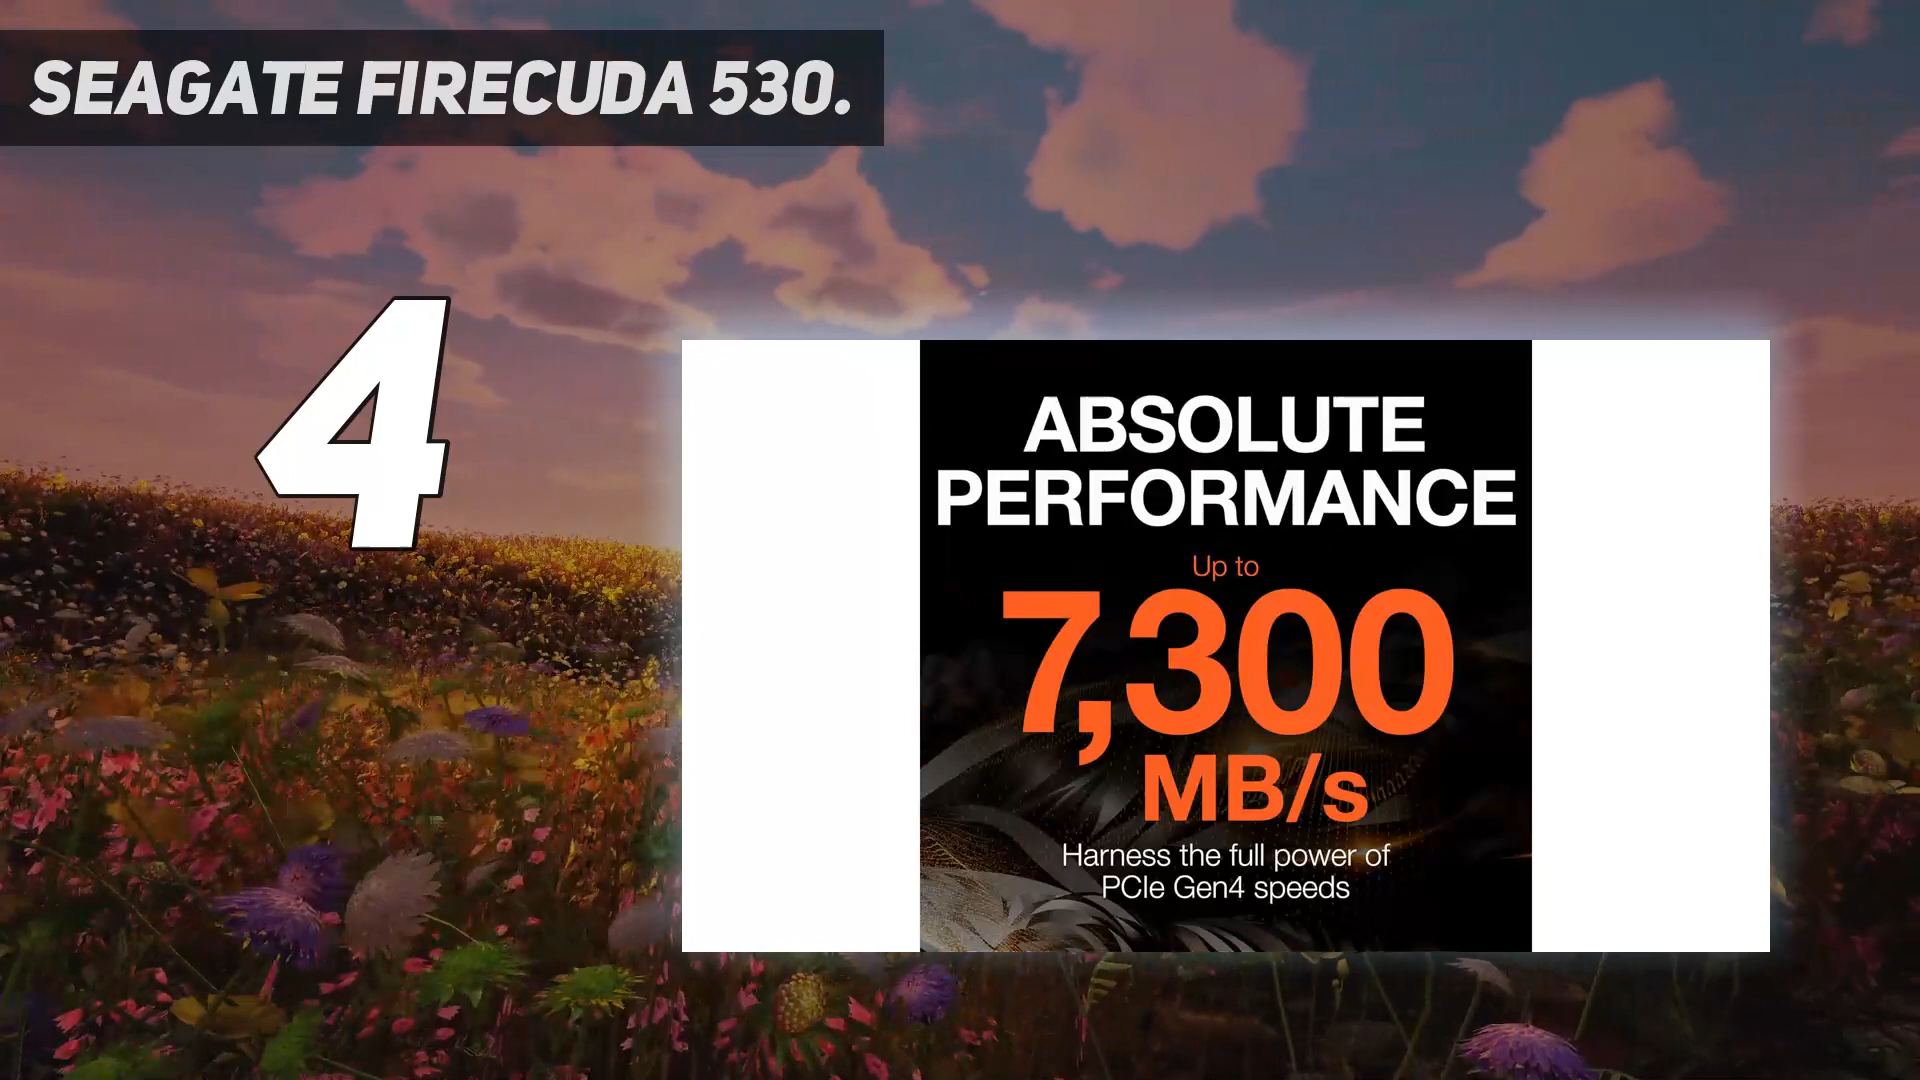 SEAGATE FIRECUDA 530.
4
ABSOLUTE
PERFORMANCE
Up to
7,300
MB/s
Harness the full power of
PCIe Gen4 speeds